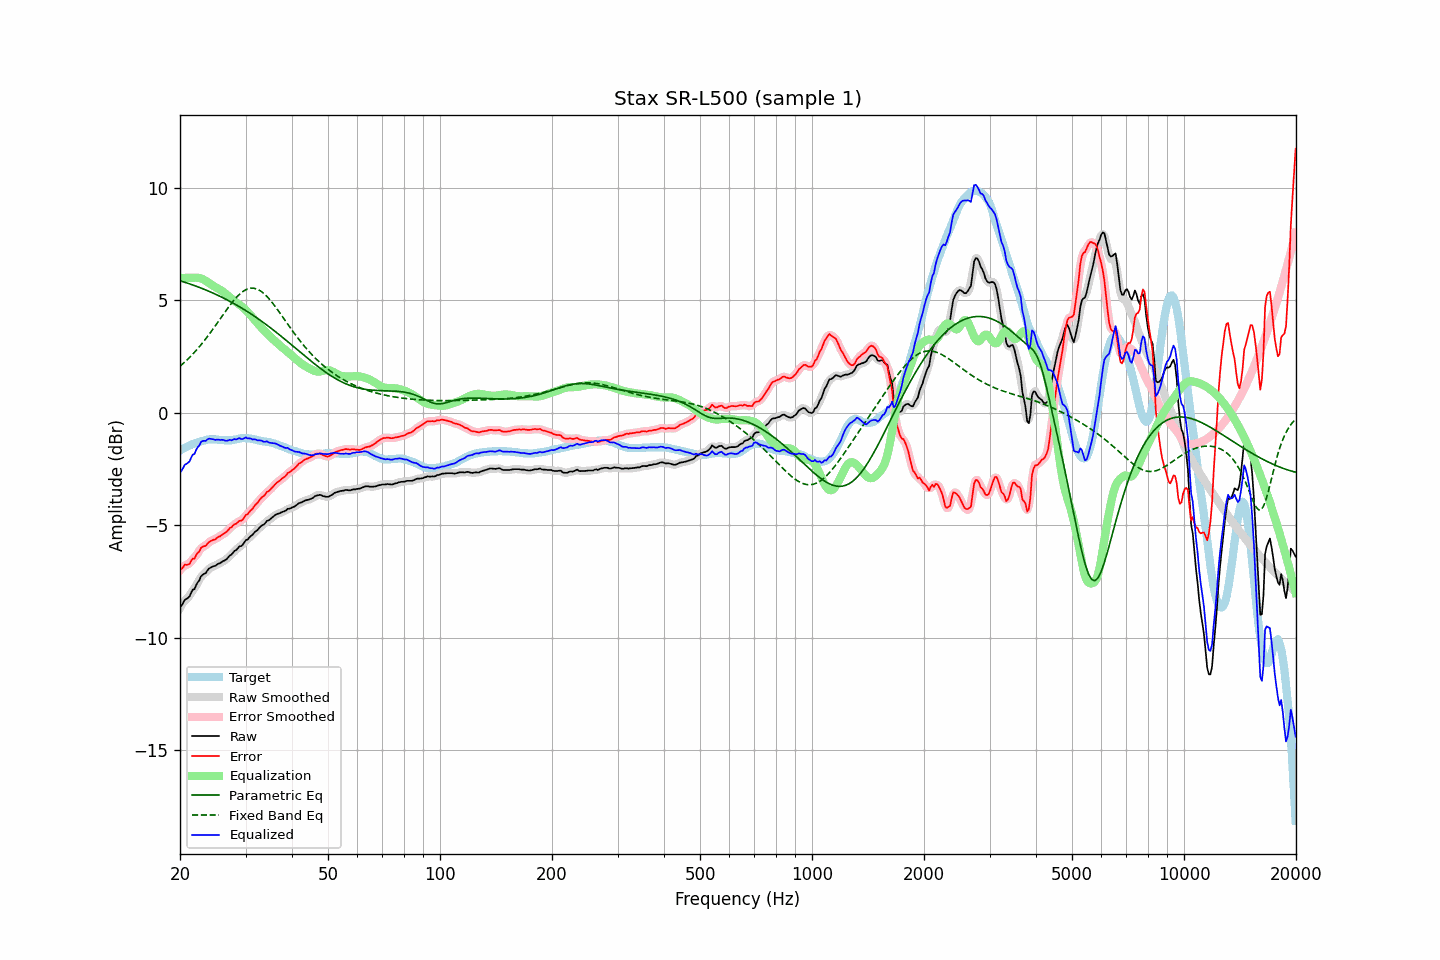 Stax SR-L500 (sample 1)
Amplitude (dBr)
10
5
0
−5
−10
−15
Target
Raw Smoothed
Error Smoothed
Raw
Error
Equalization
Parametric Eq
Fixed Band Eq
Equalized
20 50 100 200 500 1000 2000 5000 10000 20000
Frequency (Hz)